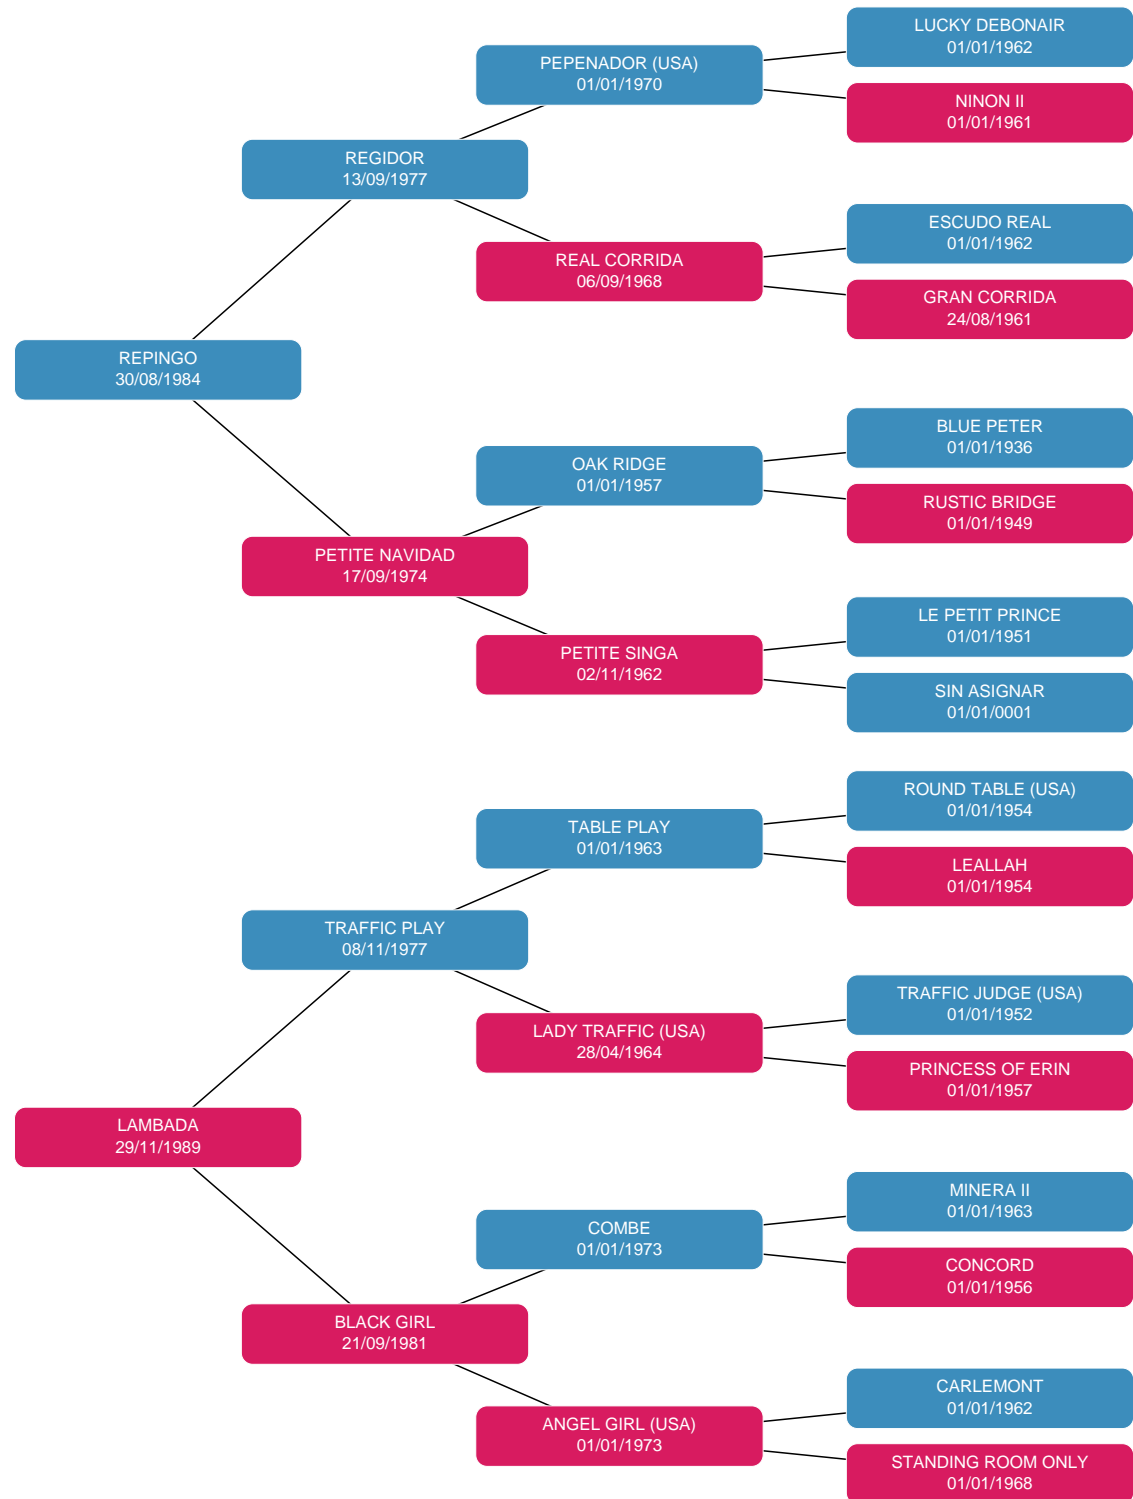 LUCKY DEBONAIR
01/01/1962
PEPENADOR (USA)
01/01/1970
NINON II
01/01/1961
REGIDOR
13/09/1977
ESCUDO REAL
01/01/1962
REAL CORRIDA
06/09/1968
GRAN CORRIDA
24/08/1961
REPINGO
30/08/1984
BLUE PETER
01/01/1936
OAK RIDGE
01/01/1957
RUSTIC BRIDGE
01/01/1949
PETITE NAVIDAD
17/09/1974
LE PETIT PRINCE
01/01/1951
PETITE SINGA
02/11/1962
SIN ASIGNAR
01/01/0001
ROUND TABLE (USA)
01/01/1954
TABLE PLAY
01/01/1963
LEALLAH
01/01/1954
TRAFFIC PLAY
08/11/1977
TRAFFIC JUDGE (USA)
01/01/1952
LADY TRAFFIC (USA)
28/04/1964
PRINCESS OF ERIN
01/01/1957
LAMBADA
29/11/1989
MINERA II
01/01/1963
COMBE
01/01/1973
CONCORD
01/01/1956
BLACK GIRL
21/09/1981
CARLEMONT
01/01/1962
ANGEL GIRL (USA)
01/01/1973
STANDING ROOM ONLY
01/01/1968